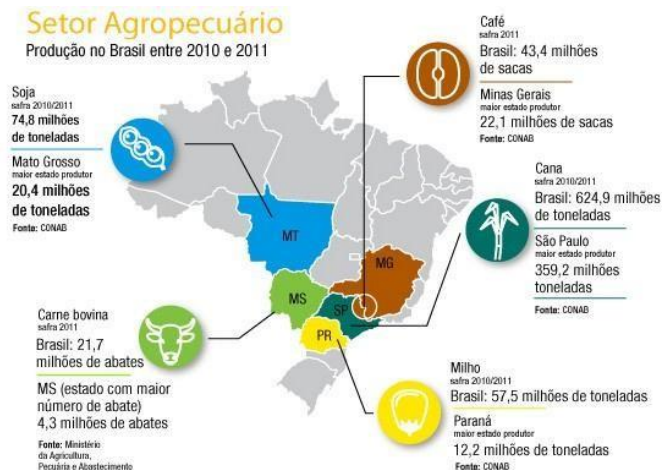 Setor Agropecuário
Produção no Brasil entre 2010 e 2011
Soja
safra 2010/2011
74,8 milhões
de toneladas
Mato Grosso
maior estado produtor
20,4 milhões
de toneladas
Fonte: CONAB
Café
safra 2011
Brasil: 43,4 milhões
de sacas
Minas Gerais
maior estado produtor
22,1 milhões de sacas
Fonte: CONAB
Cana
safra 2010/2011
Brasil: 624,9 milhões
de toneladas
São Paulo
maior estado produtor
359,2 milhões
toneladas
Fonte: CONAB
MT
MG
MS
SP
PR
Carne bovina
safra 2011
Brasil: 21,7
milhões de abates
MS (estado com maior
número de abate)
4,3 milhões de abates
Fonte: Ministério
da Agricultura,
Pecuária e Abastecimento
Milho
safra 2010/2011
Brasil: 57,5 milhões de toneladas
Paraná
maior estado produtor
12,2 milhões de toneladas
Fonte: CONAB